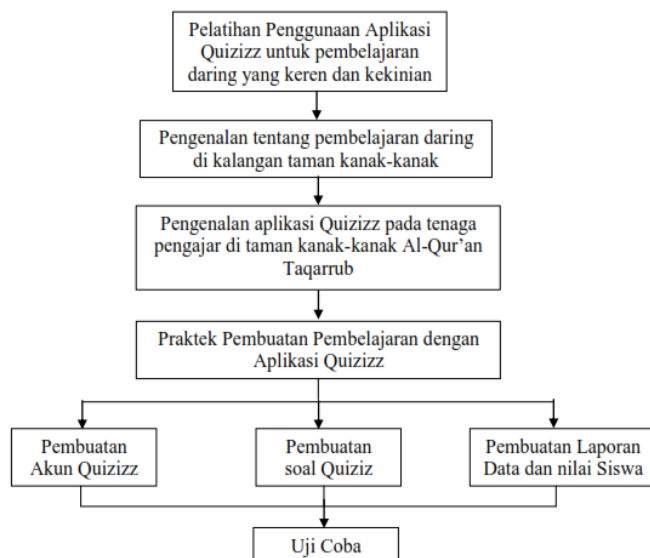 Pelatihan Penggunaan Aplikasi
Quizizz untuk pembelajaran
daring yang keren dan kekinian
Pengenalan tentang pembelajaran daring
di kalangan taman kanak-kanak
Pengenalan aplikasi Quizizz pada tenaga
pengajar di taman kanak-kanak Al-Qur’an
Taqarrub
Praktek Pembuatan Pembelajaran dengan
Aplikasi Quizizz
Pembuatan
Akun Quizizz
Pembuatan
soal Quiziz
Pembuatan Laporan
Data dan nilai Siswa
Uji Coba